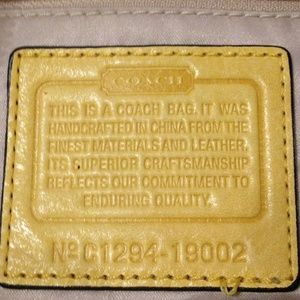 COACH
THIS IS A COACH BAG. IT WAS
HANDCRAFTED IN CHINA FROM THE
FINEST MATERIALS AND LEATHER.
ITS SUPERIOR CRAFTSMANSHIP
REFLECTS OUR COMMITMENT TO
ENDURING QUALITY.
Nº C1294-19002